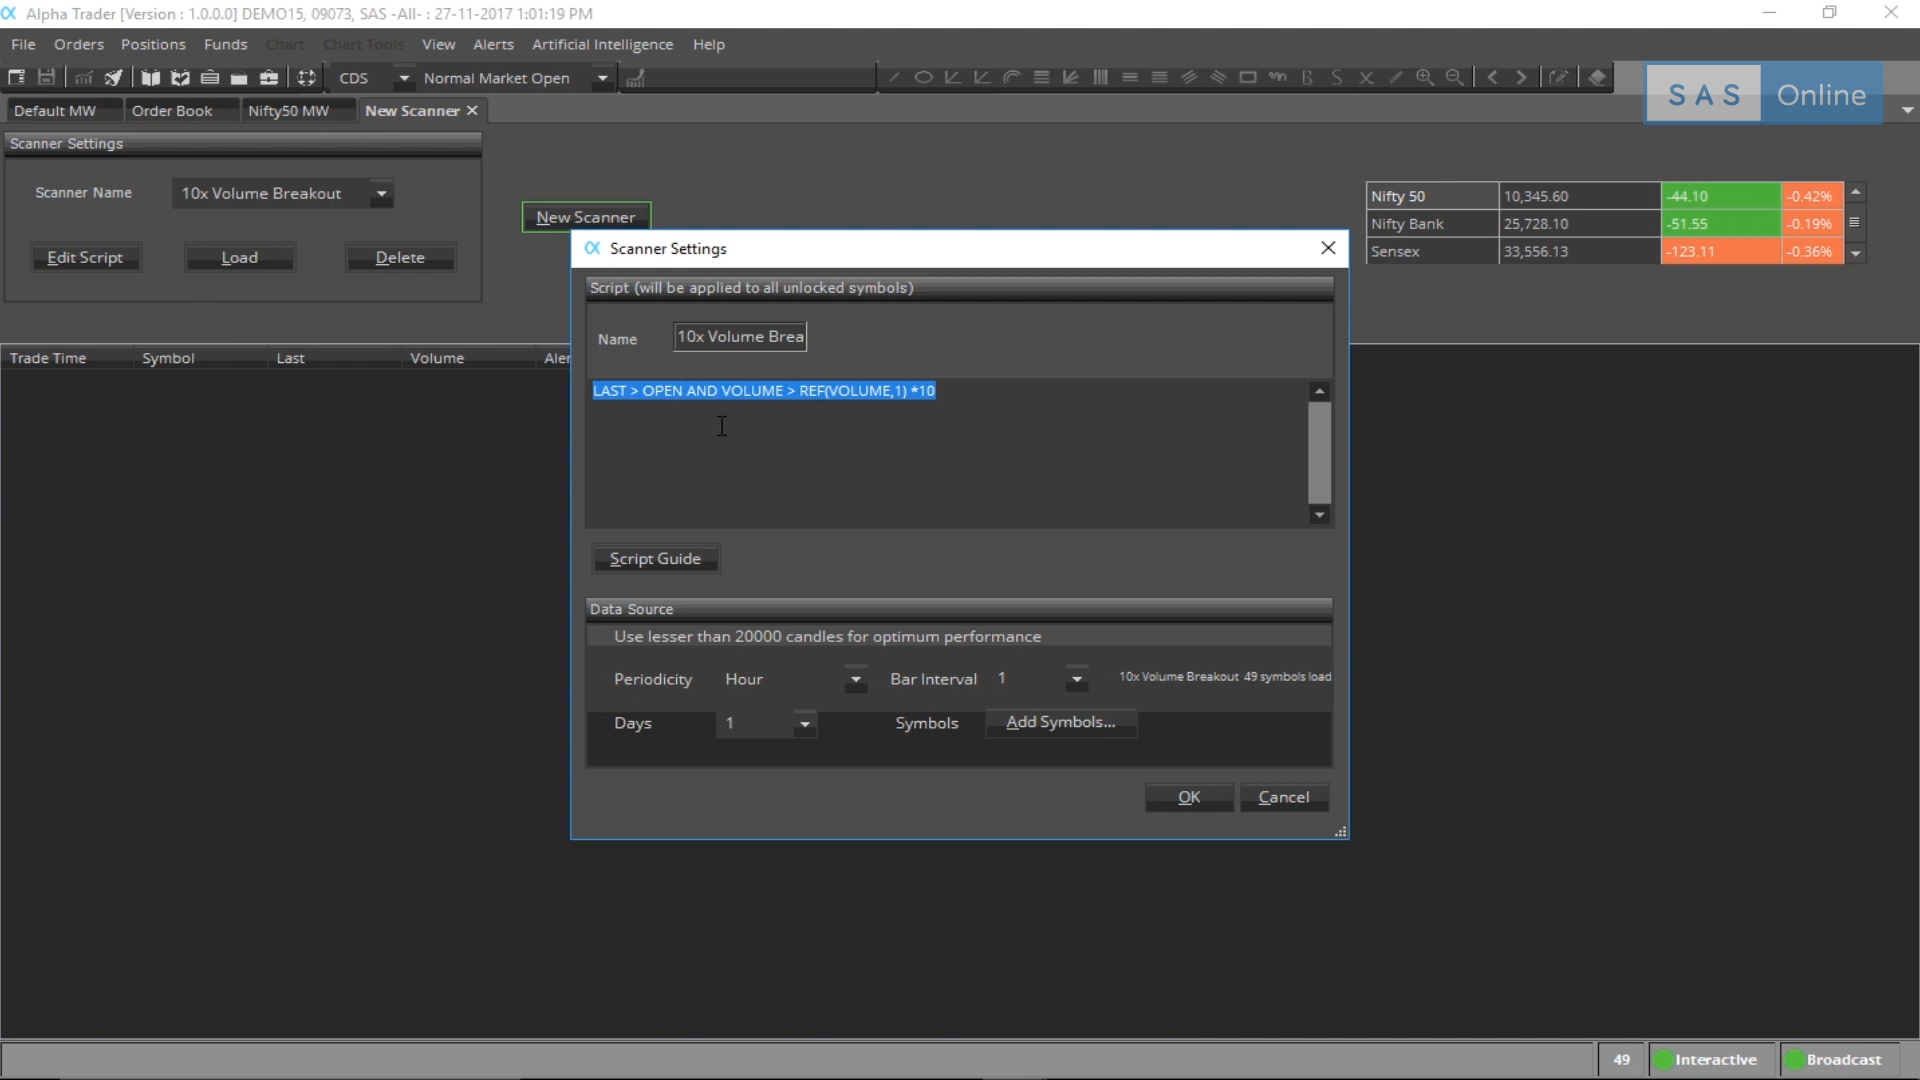 Alpha Trader [Version : 1.0.0.0] DEMO15, 09073, SAS -All- : 27-11-2017 1:01:19 PM
File Orders Positions Funds Chart Chart Tools View Alerts Artificial Intelligence Help
CDS Normal Market Open
SAS Online
Default MW Order Book Nifty50 MW New Scanner
Scanner Settings
Scanner Name 10x Volume Breakout
Edit Script Load Delete
New Scanner
Nifty 50 10,345.60 -44.10 -0.42%
Nifty Bank 25,728.10 -51.55 -0.19%
Sensex 33,556.13 -123.11 -0.36%
Trade Time Symbol Last Volume Aler
Scanner Settings
Script (will be applied to all unlocked symbols)
Name 10x Volume Brea
LAST > OPEN AND VOLUME > REF(VOLUME,1) *10
Script Guide
Data Source
Use lesser than 20000 candles for optimum performance
Periodicity Hour Bar Interval 1 10x Volume Breakout 49 symbols load
Days 1 Symbols Add Symbols...
OK Cancel
49 Interactive Broadcast